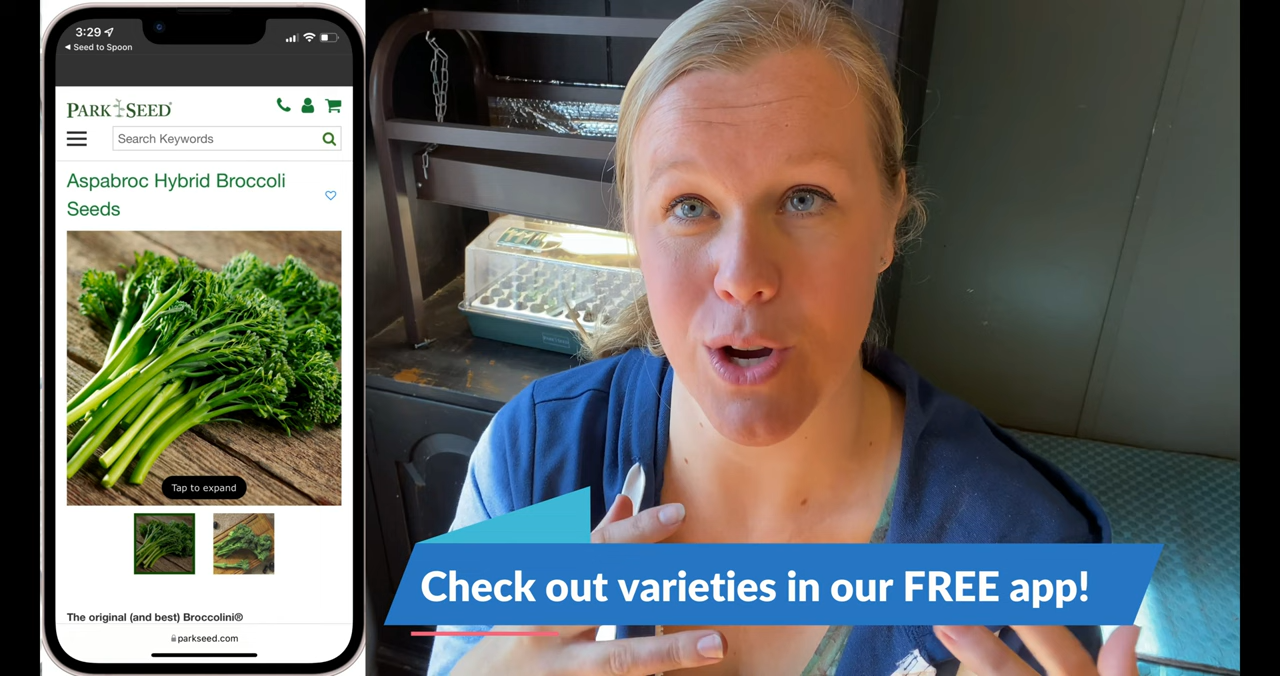 3:29
Seed to Spoon
PARK SEED
Search Keywords
Aspabroc Hybrid Broccoli
Seeds
Tap to expand
The original (and best) Broccolini®
parkseed.com
Check out varieties in our FREE app!